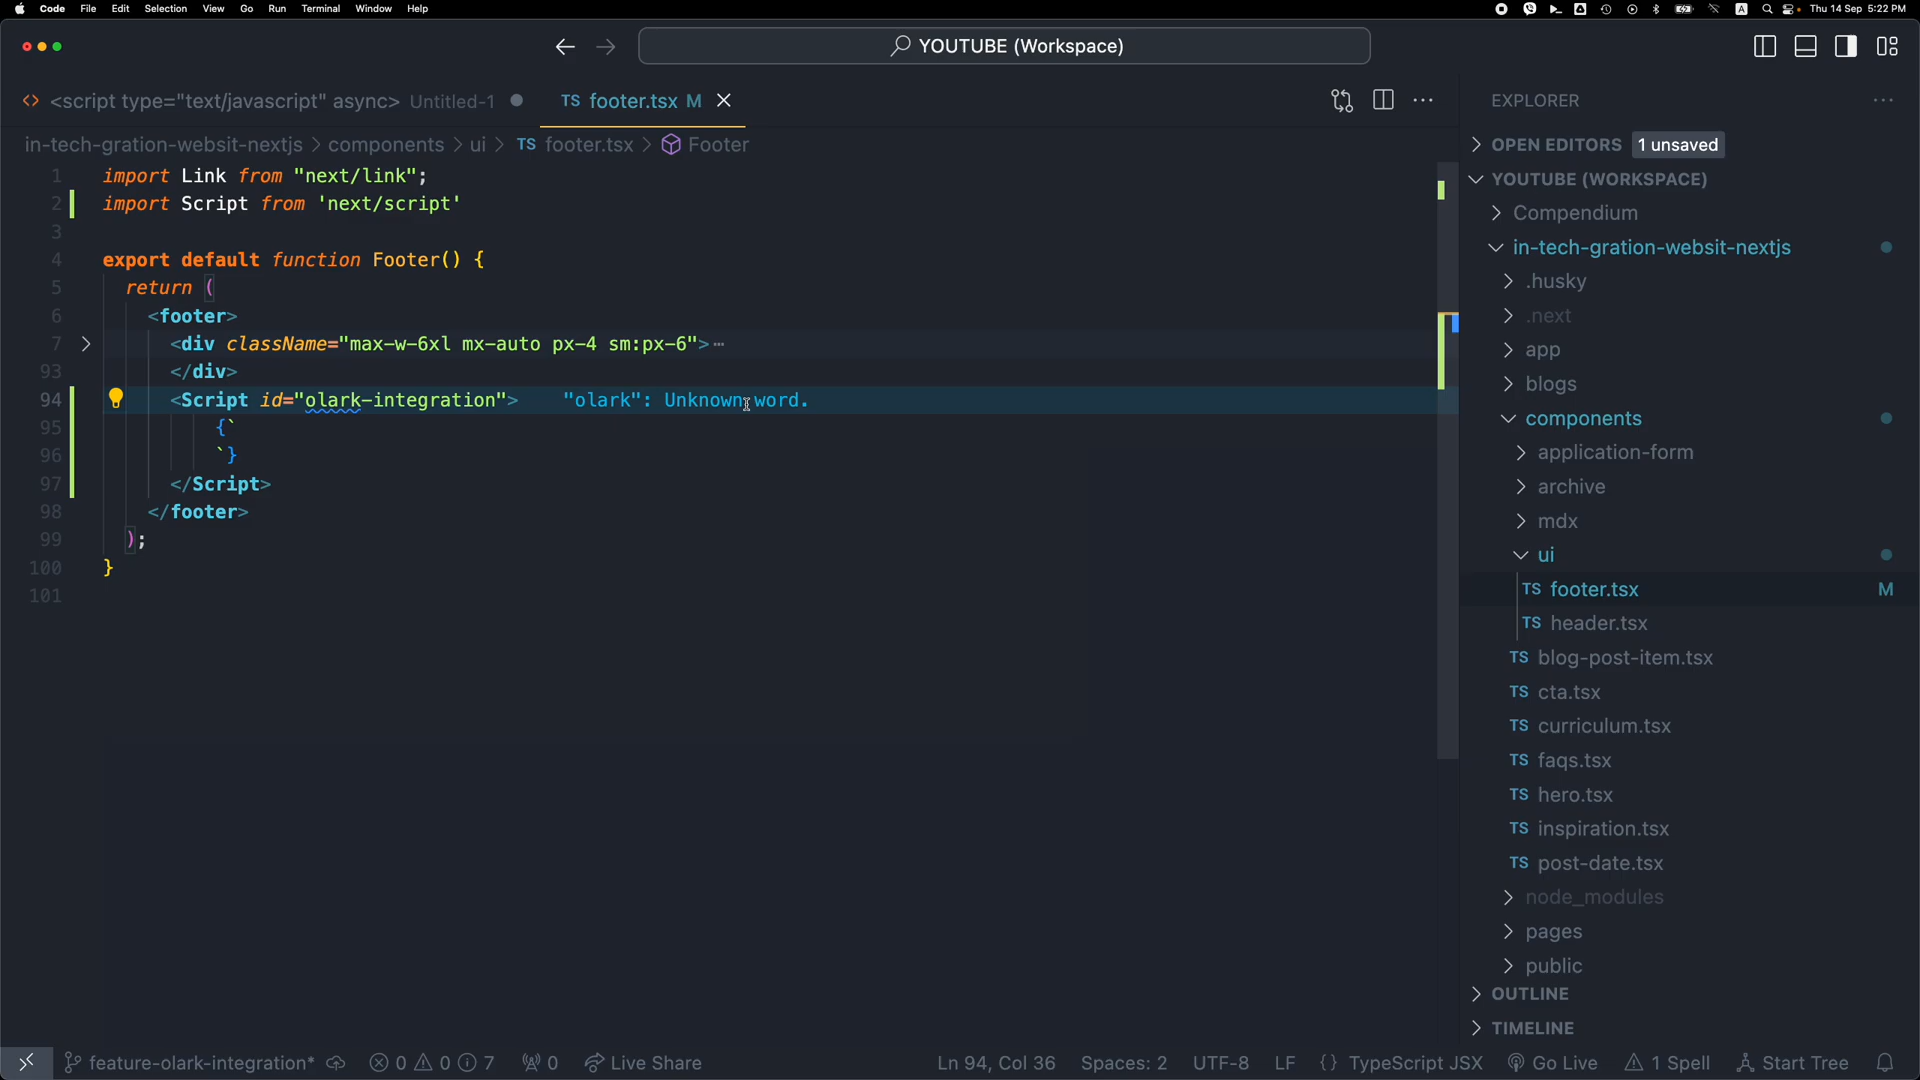 Code File Edit Selection View Go Run Terminal Window Help
A Thu 14 Sep 5:22 PM
YOUTUBE (Workspace)
<> <script type="text/javascript" async> Untitled-1
TS footer.tsx M
in-tech-gration-websit-nextjs > components > ui > TS footer.tsx > Footer
1 import Link from "next/link";
2 import Script from 'next/script'
3
4 export default function Footer() {
5 return (
6 <footer>
7 <div className="max-w-6xl mx-auto px-4 sm:px-6">⋯
93 </div>
94 <Script id="olark-integration"> "olark": Unknown word.
95 {`
96 `}
97 </Script>
98 </footer>
99 );
100 }
101
EXPLORER
OPEN EDITORS 1 unsaved
YOUTUBE (WORKSPACE)
Compendium
in-tech-gration-websit-nextjs
.husky
.next
app
blogs
components
application-form
archive
mdx
ui
TS footer.tsx M
TS header.tsx
TS blog-post-item.tsx
TS cta.tsx
TS curriculum.tsx
TS faqs.tsx
TS hero.tsx
TS inspiration.tsx
TS post-date.tsx
node_modules
pages
public
OUTLINE
TIMELINE
feature-olark-integration* 0 0 7 0 Live Share
Ln 94, Col 36 Spaces: 2 UTF-8 LF {} TypeScript JSX Go Live 1 Spell Start Tree